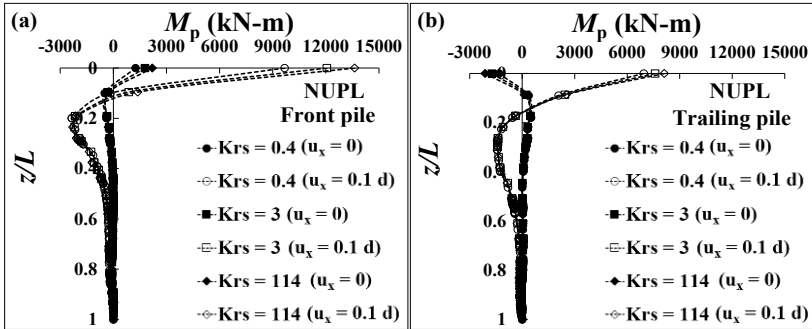 (a)
Mp (kN-m)
-3000 0 3000 6000 9000 12000 15000
0
0.2
0.4
0.6
0.8
1
z/L
NUPL
Front pile
Krs = 0.4 (ux = 0)
Krs = 0.4 (ux = 0.1 d)
Krs = 3 (ux = 0)
Krs = 3 (ux = 0.1 d)
Krs = 114 (ux = 0)
Krs = 114 (ux = 0.1 d)
(b)
Mp (kN-m)
-3000 0 3000 6000 9000 12000 15000
0
0.2
0.4
0.6
0.8
1
z/L
NUPL
Trailing pile
Krs = 0.4 (ux = 0)
Krs = 0.4 (ux = 0.1 d)
Krs = 3 (ux = 0)
Krs = 3 (ux = 0.1 d)
Krs = 114 (ux = 0)
Krs = 114 (ux = 0.1 d)